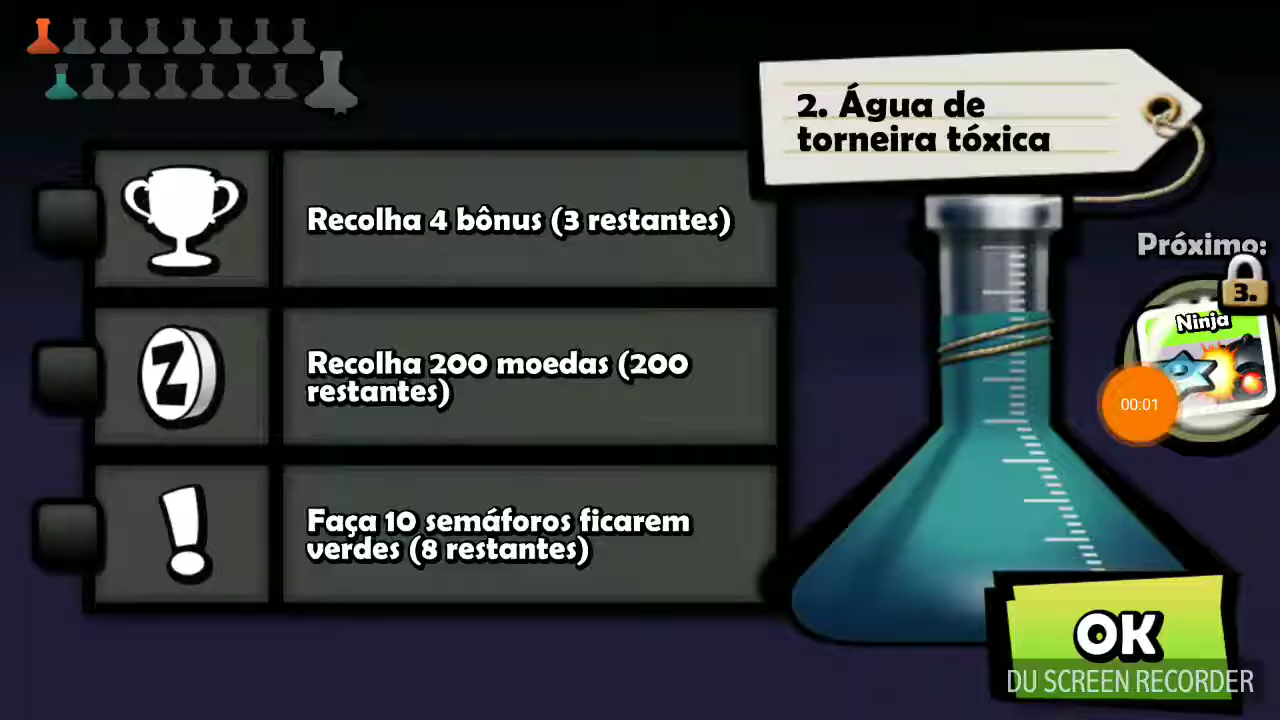 2. Água de
torneira tóxica
Recolha 4 bônus (3 restantes)
Próximo:
3.
Ninja
Z
Recolha 200 moedas (200
restantes)
00:01
!
Faça 10 semáforos ficarem
verdes (8 restantes)
OK
DU SCREEN RECORDER